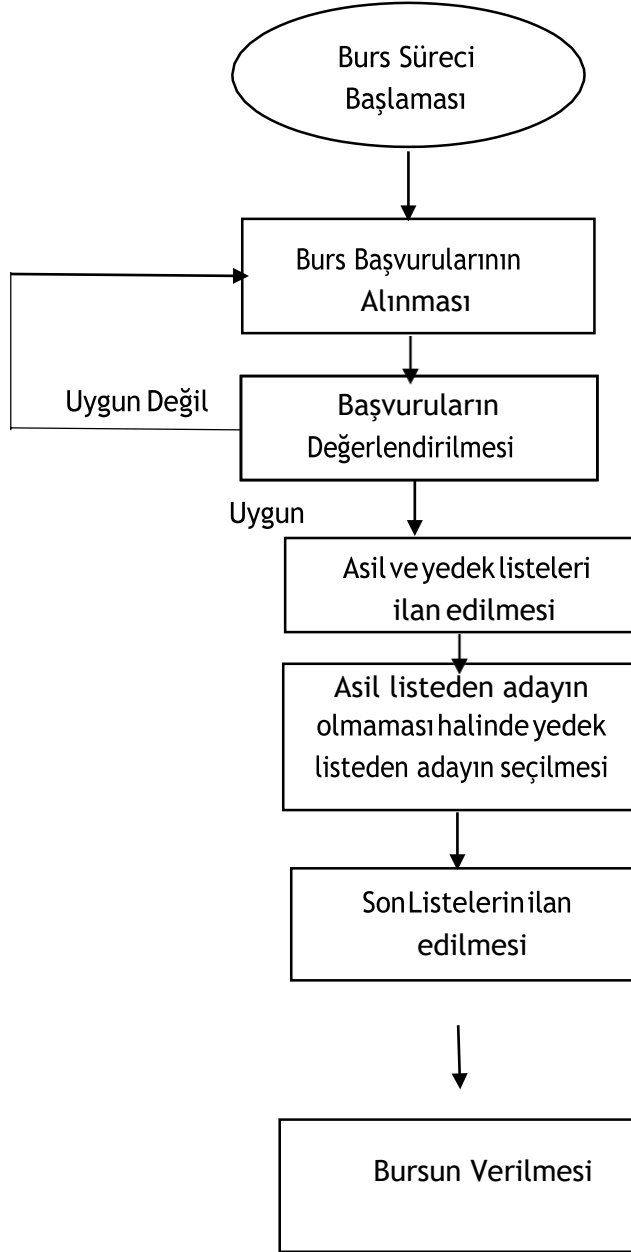 Burs Süreci
Başlaması
Burs Başvurularının
Alınması
Uygun Değil
Başvuruların
Değerlendirilmesi
Uygun
Asil ve yedek listeleri
ilan edilmesi
Asil listeden adayın
olmaması halinde yedek
listeden adayın seçilmesi
Son Listelerin ilan
edilmesi
Bursun Verilmesi